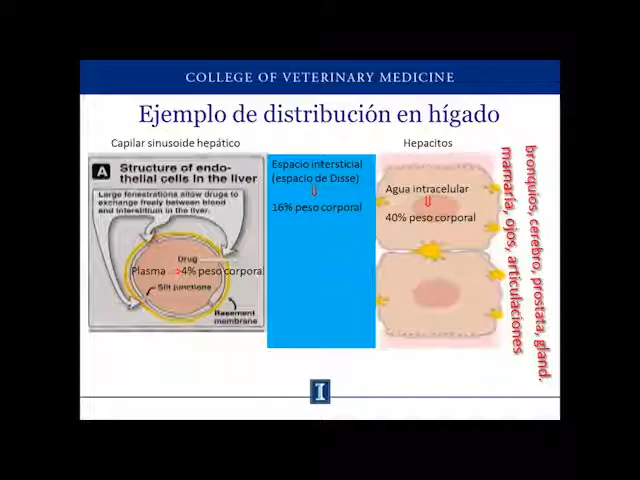 COLLEGE OF VETERINARY MEDICINE
Ejemplo de distribución en hígado
Capilar sinusoide hepático
A Structure of endo-
thelial cells in the liver
Large fenestrations allow drugs to
exchange freely between blood
and interstitium in the liver.
Drug
Plasma 4% peso corpora
Slit junctions
Basement
membrane
Espacio intersticial
(espacio de Disse)
16% peso corporal
Hepacitos
Agua intracelular
40% peso corporal
bronquios, cerebro, prostata, gland.
mamaria, ojos, articulaciones
I